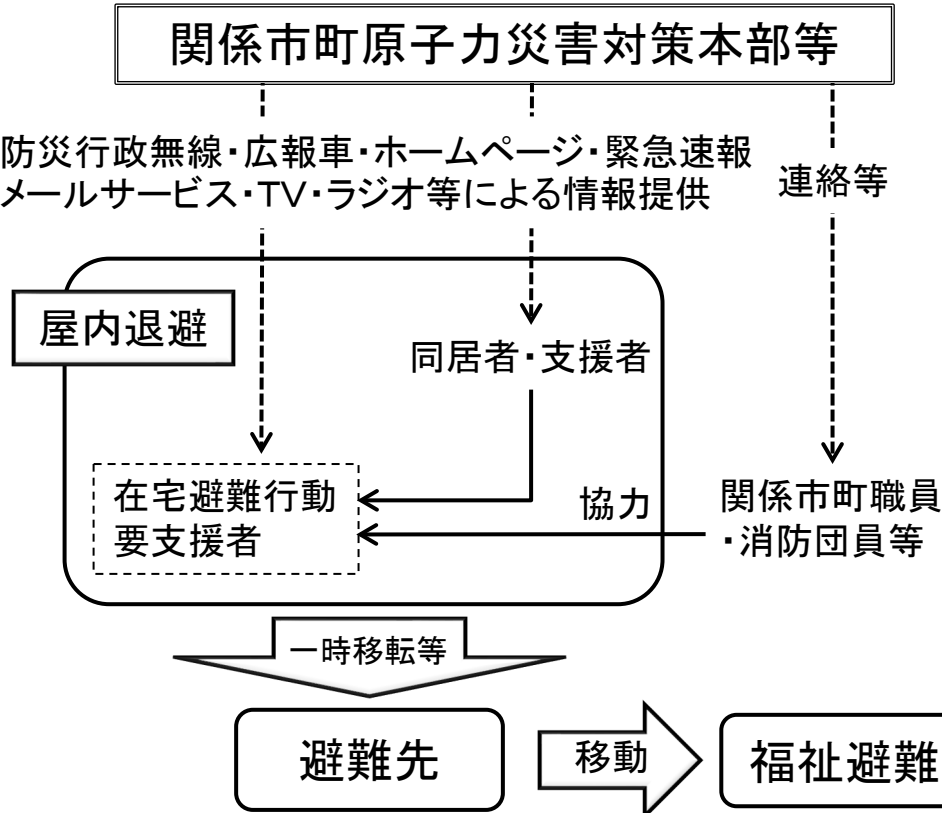 関係市町原子力災害対策本部等
防災行政無線・広報車・ホームページ・緊急速報
メールサービス・TV・ラジオ等による情報提供
連絡等
屋内退避
同居者・支援者
在宅避難行動
要支援者
協力
関係市町職員
・消防団員等
一時移転等
避難先
移動
福祉避難